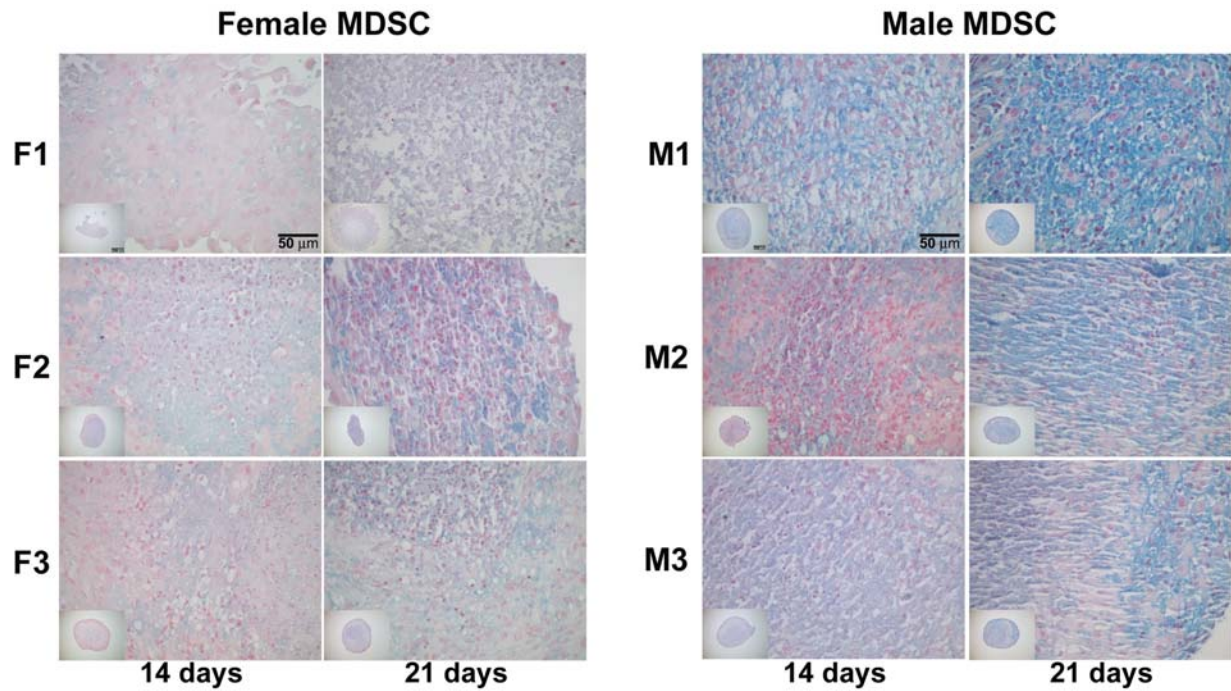 Female MDSC
Male MDSC
F1
50 μm
M1
50 μm
F2
M2
F3
M3
14 days
21 days
14 days
21 days